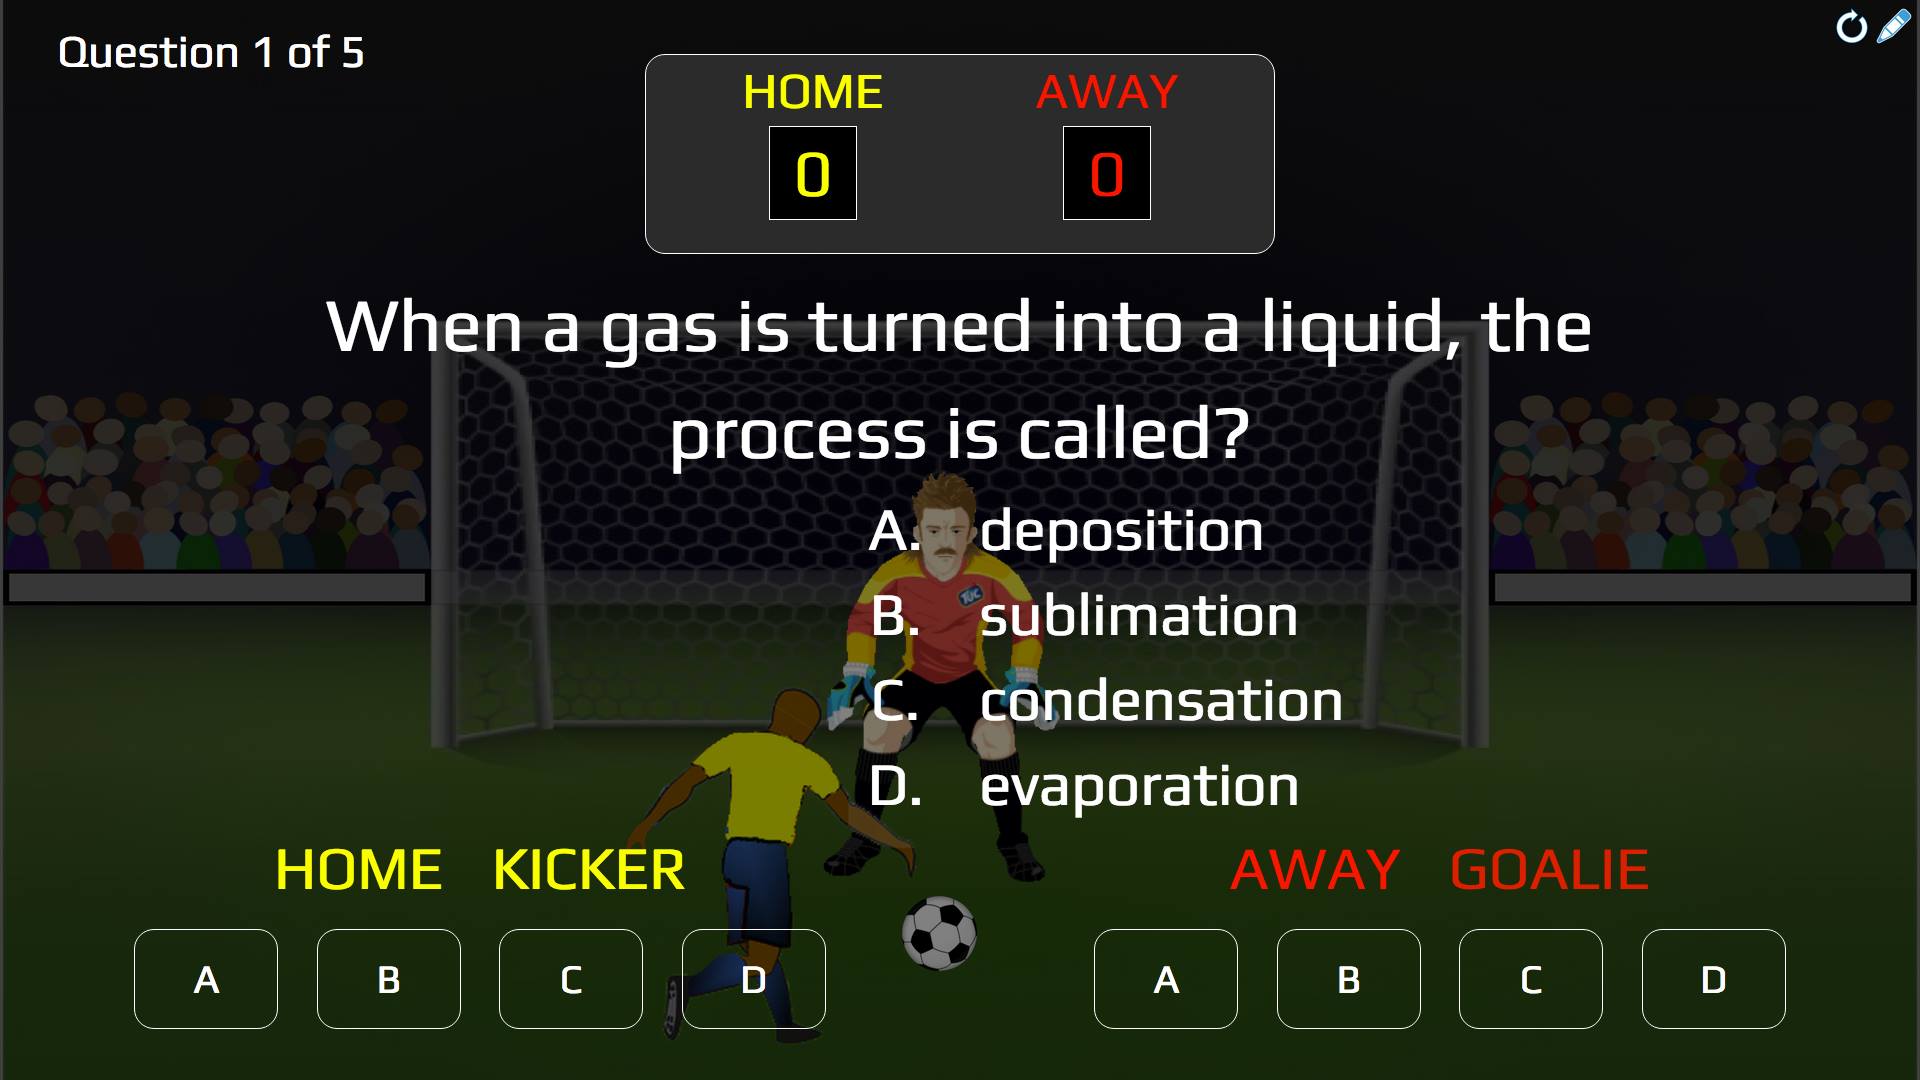 Question 1 of 5
HOME AWAY
0 0
When a gas is turned into a liquid, the
process is called?
A. deposition
B. sublimation
C. condensation
D. evaporation
TUC
HOME KICKER AWAY GOALIE
A B C D A B C D